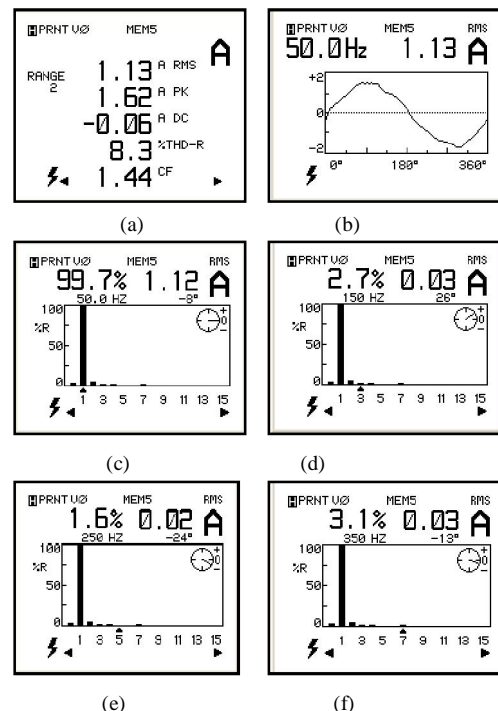 PRNT VØ MEM5
A
RANGE
2
1.13 A RMS
1.62 A PK
-0.06 A DC
8.3 %THD-R
1.44 CF
(a)
PRNT VØ MEM5
50.0Hz 1.13 A
+2
0
-2
0° 180° 360°
(b)
PRNT VØ MEM5 RMS
99.7% 1.12 A
50.0 HZ -8°
100
%R
50
0
+
0
-
1 3 5 7 9 11 13 15
(c)
PRNT VØ MEM5 RMS
2.7% 0.03 A
150 HZ 26°
100
%R
50
0
+
0
-
1 3 5 7 9 11 13 15
(d)
PRNT VØ MEM5 RMS
1.6% 0.02 A
250 HZ -24°
100
%R
50
0
+
0
-
1 3 5 7 9 11 13 15
(e)
PRNT VØ MEM5 RMS
3.1% 0.03 A
350 HZ -13°
100
%R
50
0
+
0
-
1 3 5 7 9 11 13 15
(f)